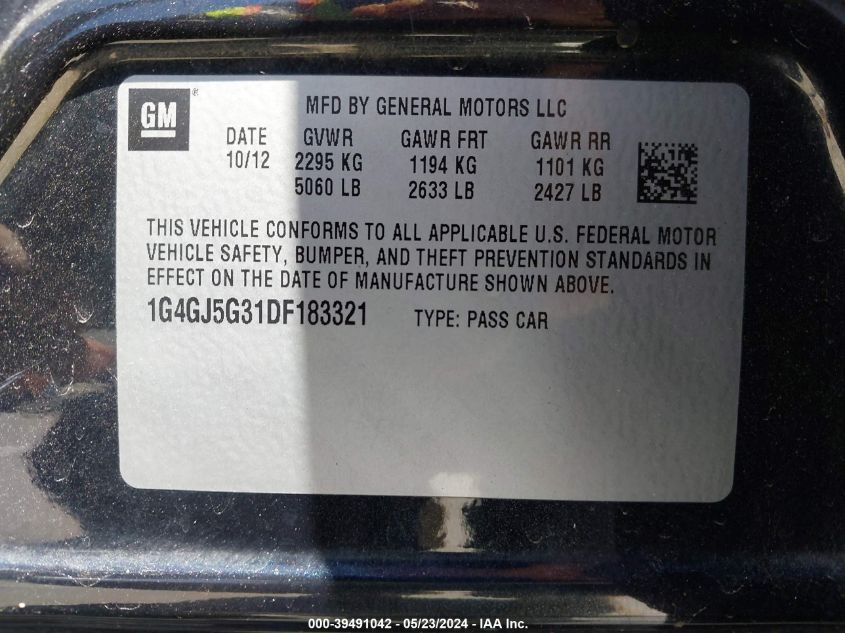 GM®
MFD BY GENERAL MOTORS LLC
DATE GVWR GAWR FRT GAWR RR
10/12 2295 KG 1194 KG 1101 KG
5060 LB 2633 LB 2427 LB
THIS VEHICLE CONFORMS TO ALL APPLICABLE U.S. FEDERAL MOTOR
VEHICLE SAFETY, BUMPER, AND THEFT PREVENTION STANDARDS IN
EFFECT ON THE DATE OF MANUFACTURE SHOWN ABOVE.
1G4GJ5G31DF183321 TYPE: PASS CAR
000-39491042 - 05/23/2024 - IAA Inc.